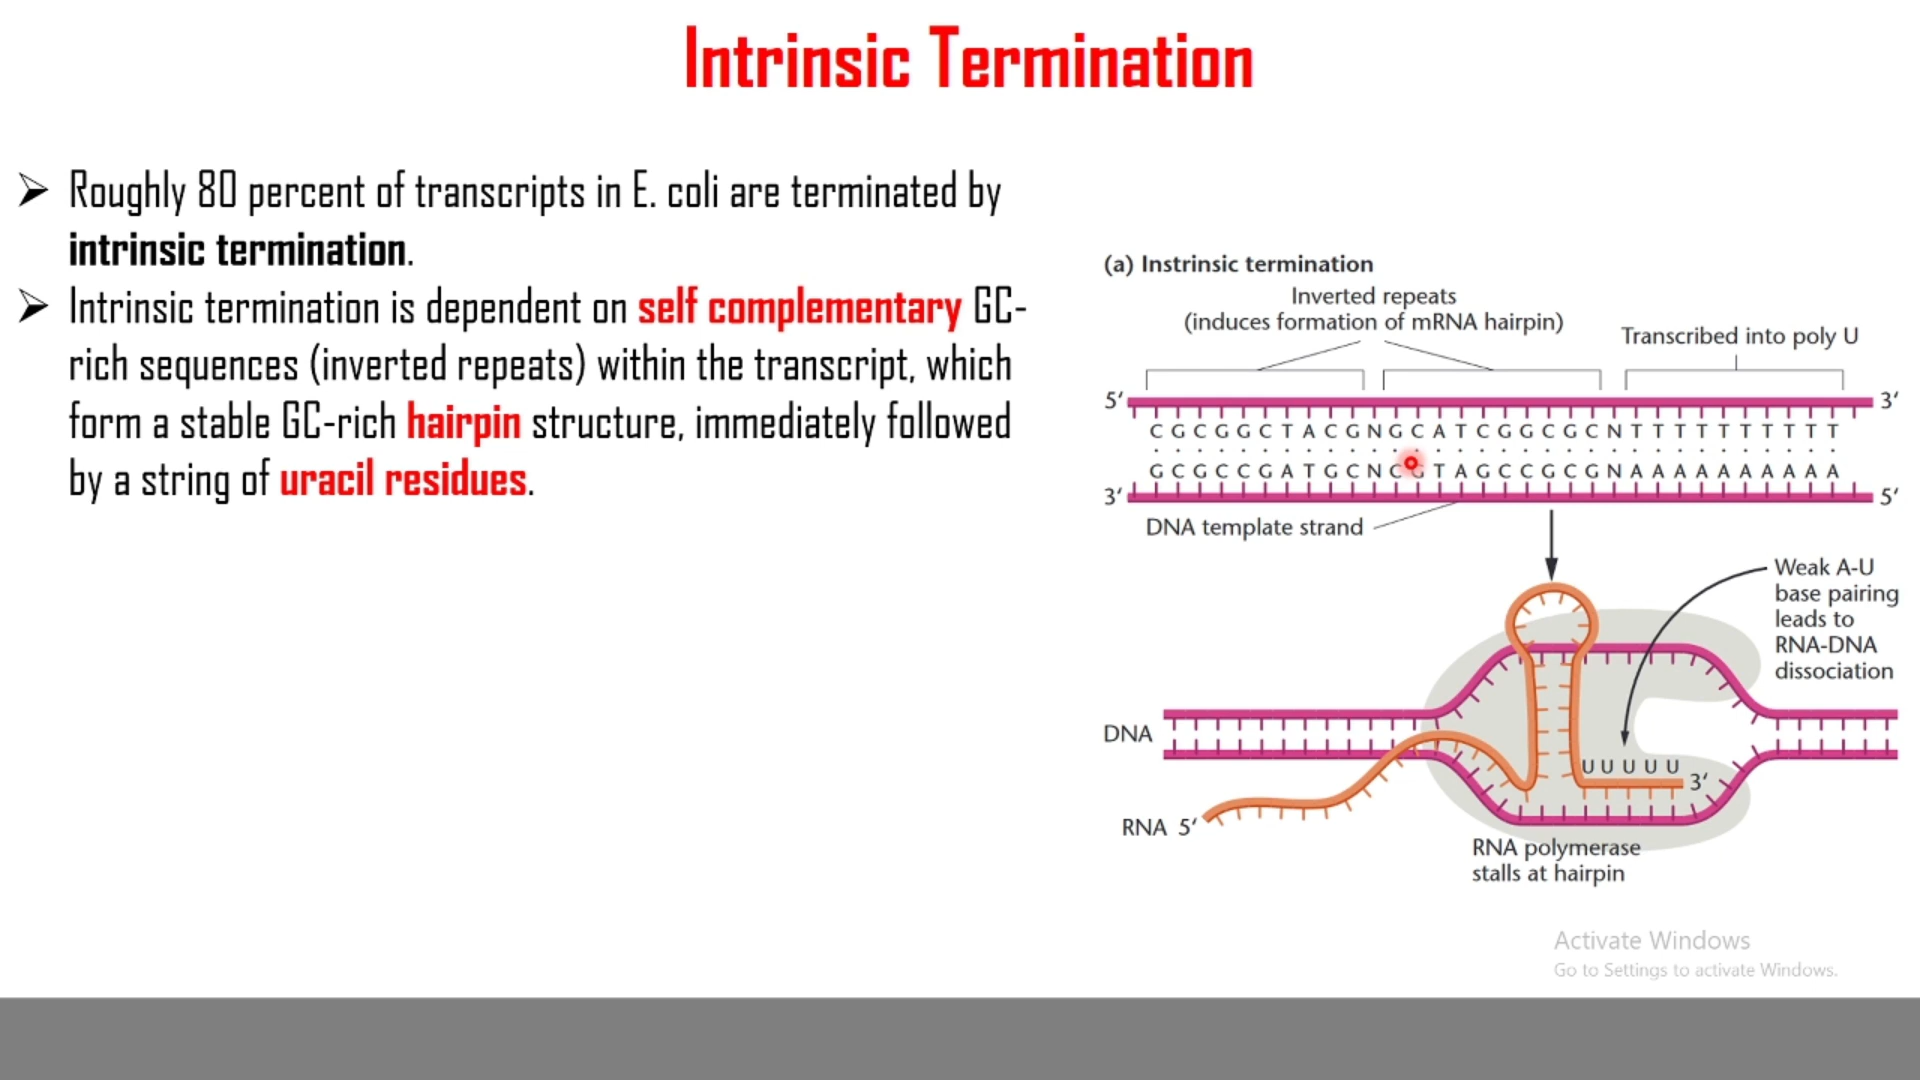 Intrinsic Termination
Roughly 80 percent of transcripts in E. coli are terminated by
intrinsic termination.
Intrinsic termination is dependent on self complementary GC-
rich sequences (inverted repeats) within the transcript, which
form a stable GC-rich hairpin structure, immediately followed
by a string of uracil residues.
(a) Instrinsic termination
Inverted repeats
(induces formation of mRNA hairpin)
Transcribed into poly U
5′ 3′
C G C G G C T A C G N G C A T C G G C G C N T T T T T T T T T T
G C G C C G A T G C N C G T A G C C G C G N A A A A A A A A A A
3′ 5′
DNA template strand
Weak A-U
base pairing
leads to
RNA-DNA
dissociation
DNA
U U U U U
3′
RNA 5′
RNA polymerase
stalls at hairpin
Activate Windows
Go to Settings to activate Windows.